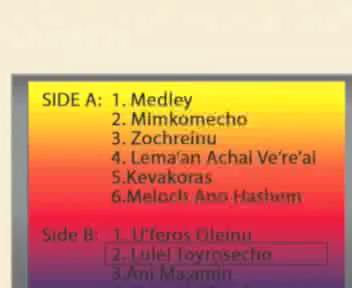 SIDE A: 1. Medley
2. Mimkomecho
3. Zochreinu
4. Lema'an Achai Ve're'ai
5.Kevakoras
6.Meloch Ano Hashem
Side B: 1. U'feros Gleinu
2. Lulei Toyrosecho
3.Ani Ma,amin